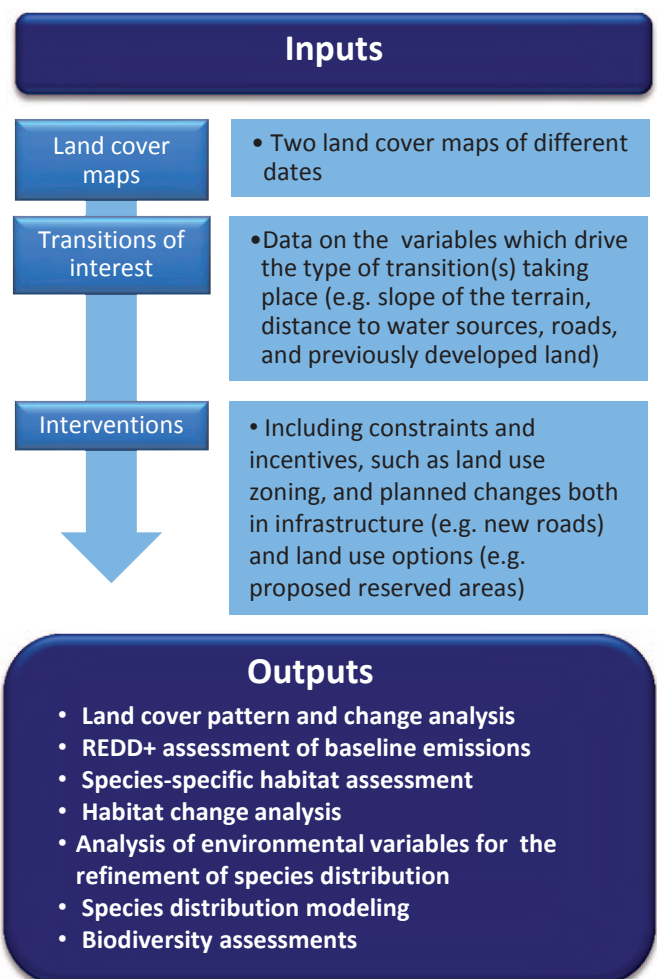 Inputs
Land cover
maps
• Two land cover maps of different
dates
Transitions of
interest
•Data on the variables which drive
the type of transition(s) taking
place (e.g. slope of the terrain,
distance to water sources, roads,
and previously developed land)
Interventions
• Including constraints and
incentives, such as land use
zoning, and planned changes both
in infrastructure (e.g. new roads)
and land use options (e.g.
proposed reserved areas)
Outputs
• Land cover pattern and change analysis
• REDD+ assessment of baseline emissions
• Species-specific habitat assessment
• Habitat change analysis
• Analysis of environmental variables for the
refinement of species distribution
• Species distribution modeling
• Biodiversity assessments